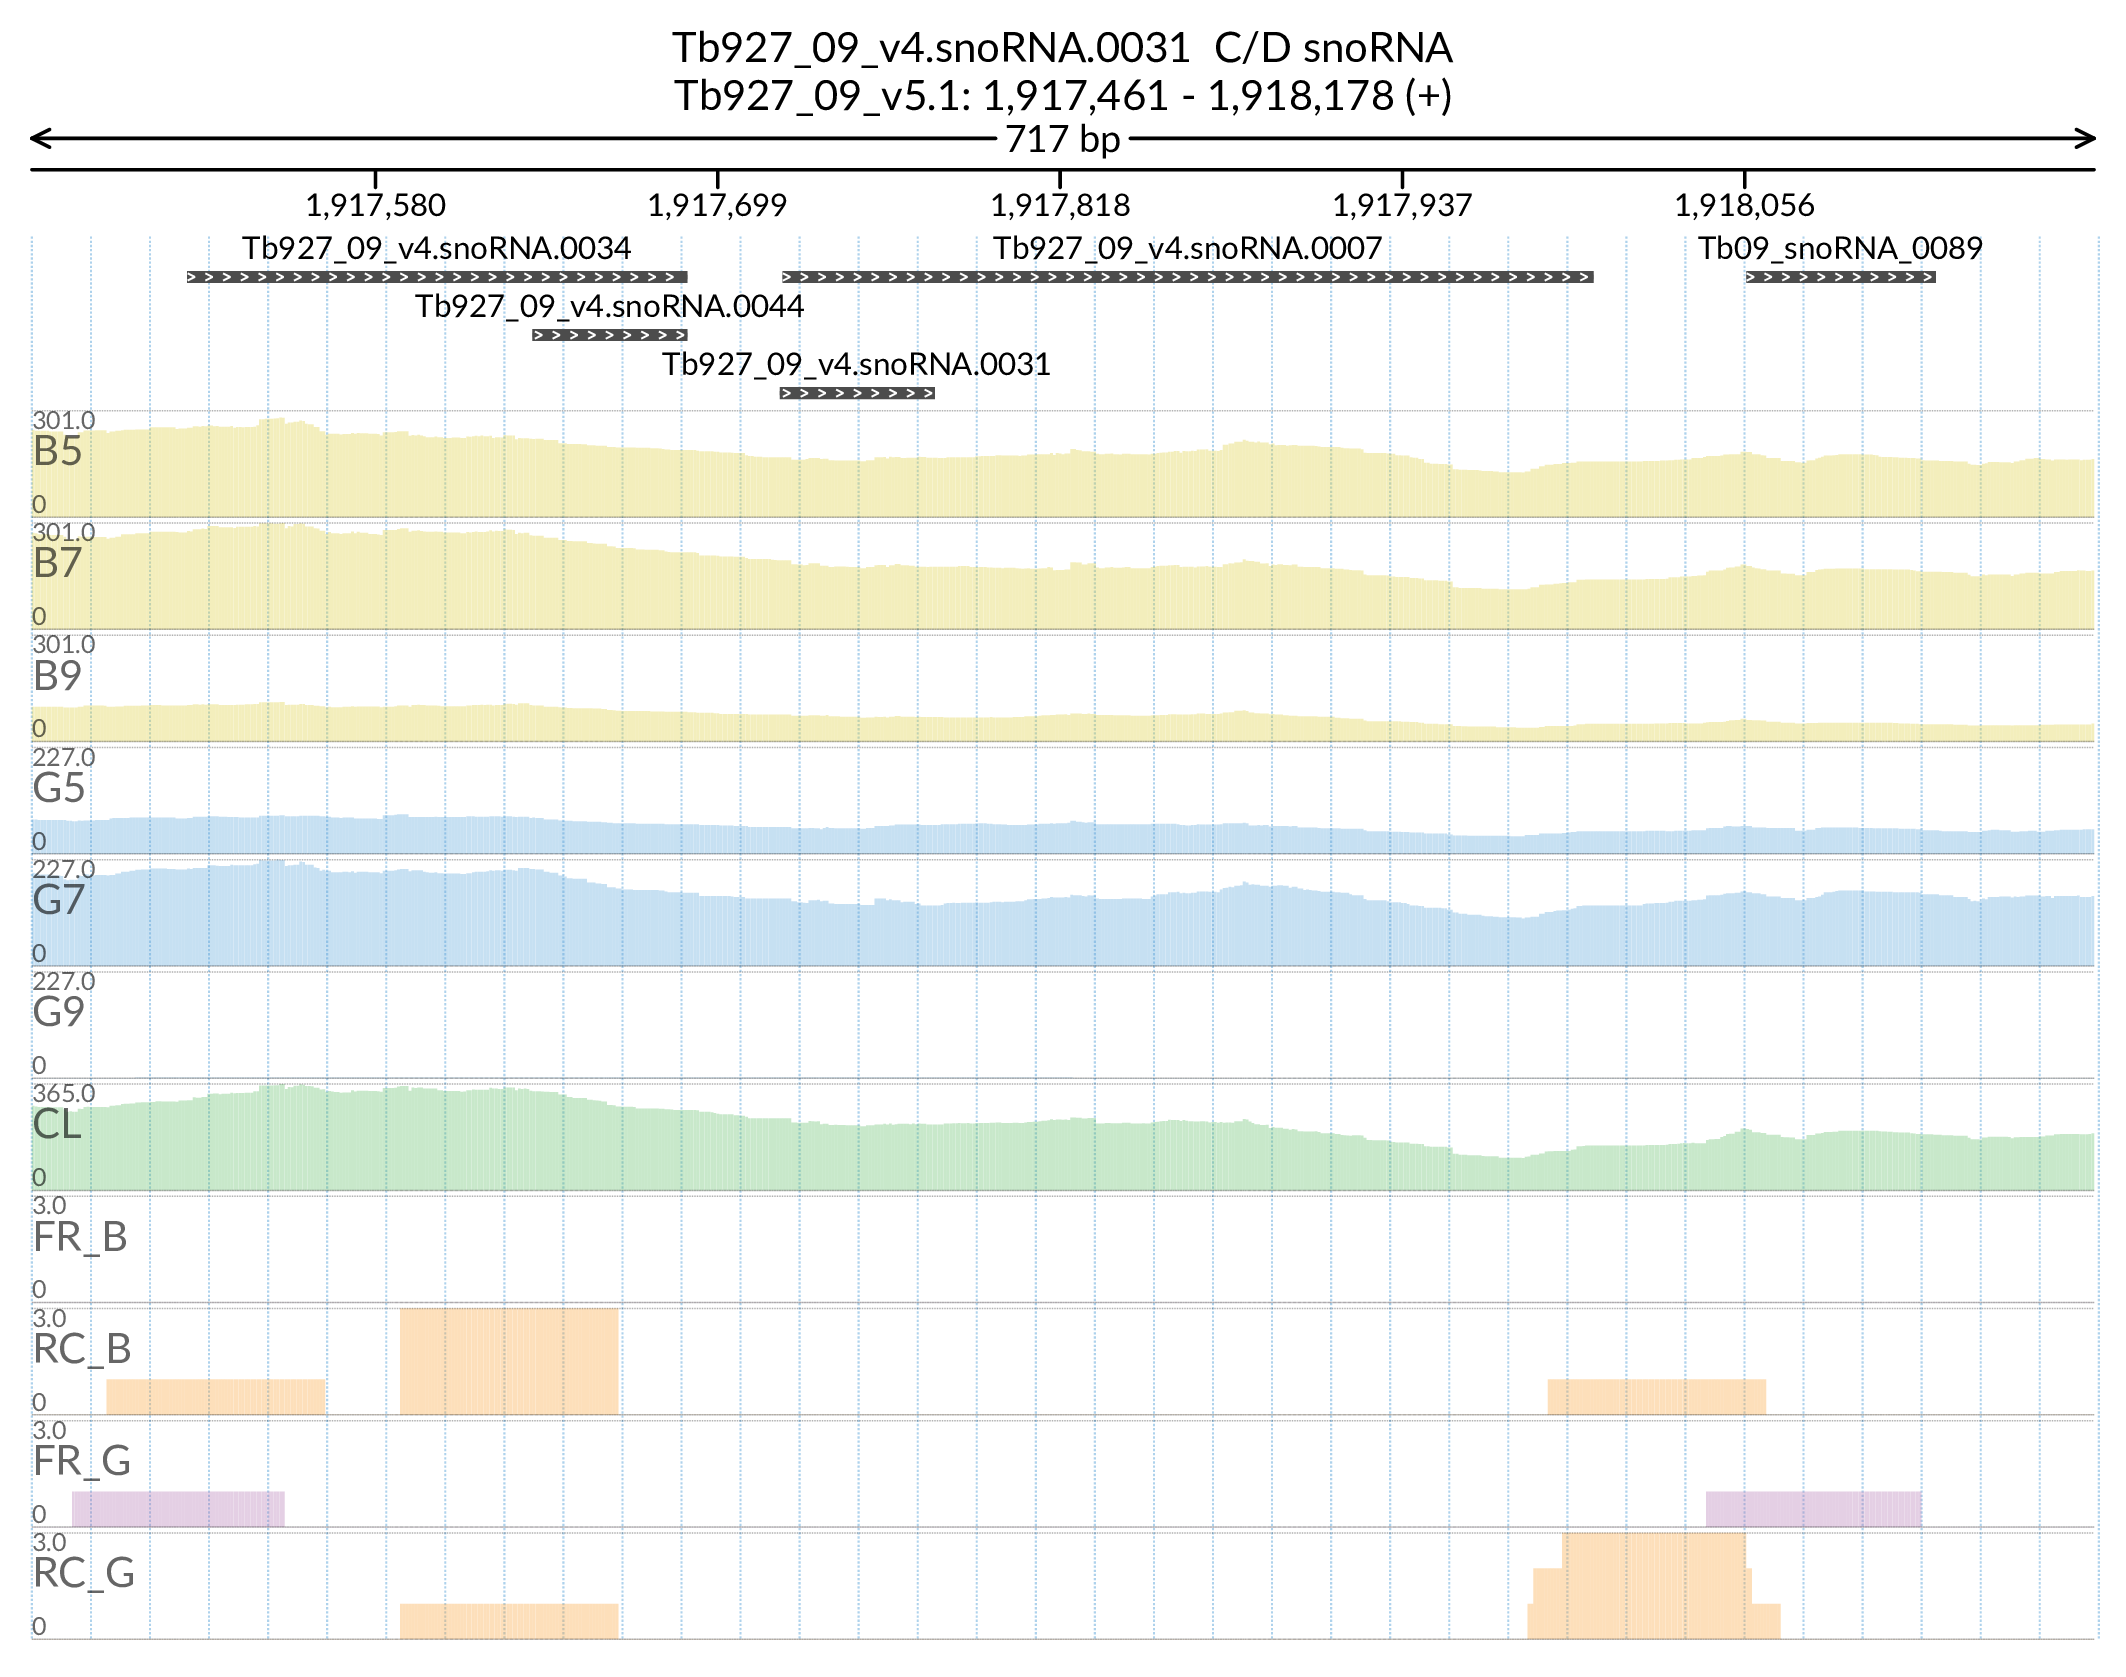 Tb927_09_v4.snoRNA.0031  C/D snoRNA
Tb927_09_v5.1: 1,917,461 - 1,918,178 (+)
717 bp
1,917,580 1,917,699 1,917,818 1,917,937 1,918,056
Tb927_09_v4.snoRNA.0034 Tb927_09_v4.snoRNA.0007 Tb09_snoRNA_0089
Tb927_09_v4.snoRNA.0044
Tb927_09_v4.snoRNA.0031
301.0
B5
0
301.0
B7
0
301.0
B9
0
227.0
G5
0
227.0
G7
0
227.0
G9
0
365.0
CL
0
3.0
FR_B
0
3.0
RC_B
0
3.0
FR_G
0
3.0
RC_G
0